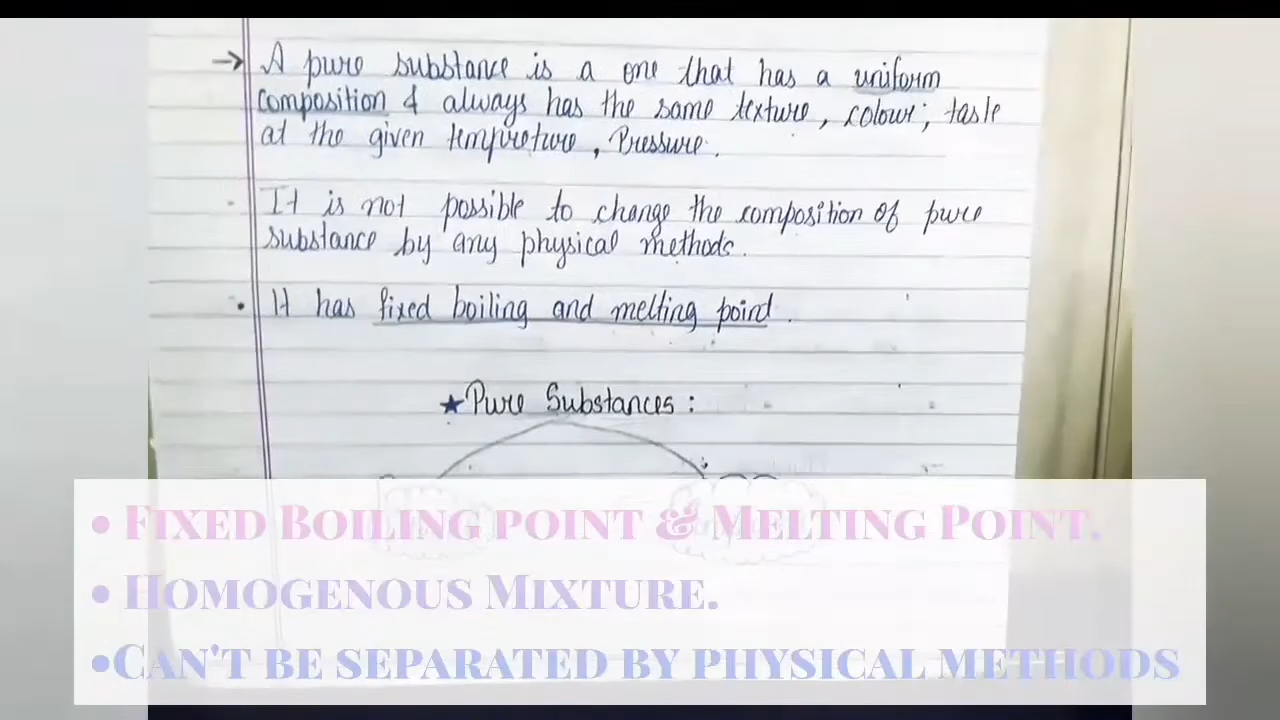 → A pure substance is a one that has a uniform
composition & always has the same texture, colour; taste
at the given tempreture, Pressure.
It is not possible to change the composition of pure
substance by any physical methods.
• It has fixed boiling and melting point.
★ Pure Substances :
• Fixed Boiling point & Melting Point.
• Homogenous Mixture.
•Can't be separated by physical methods